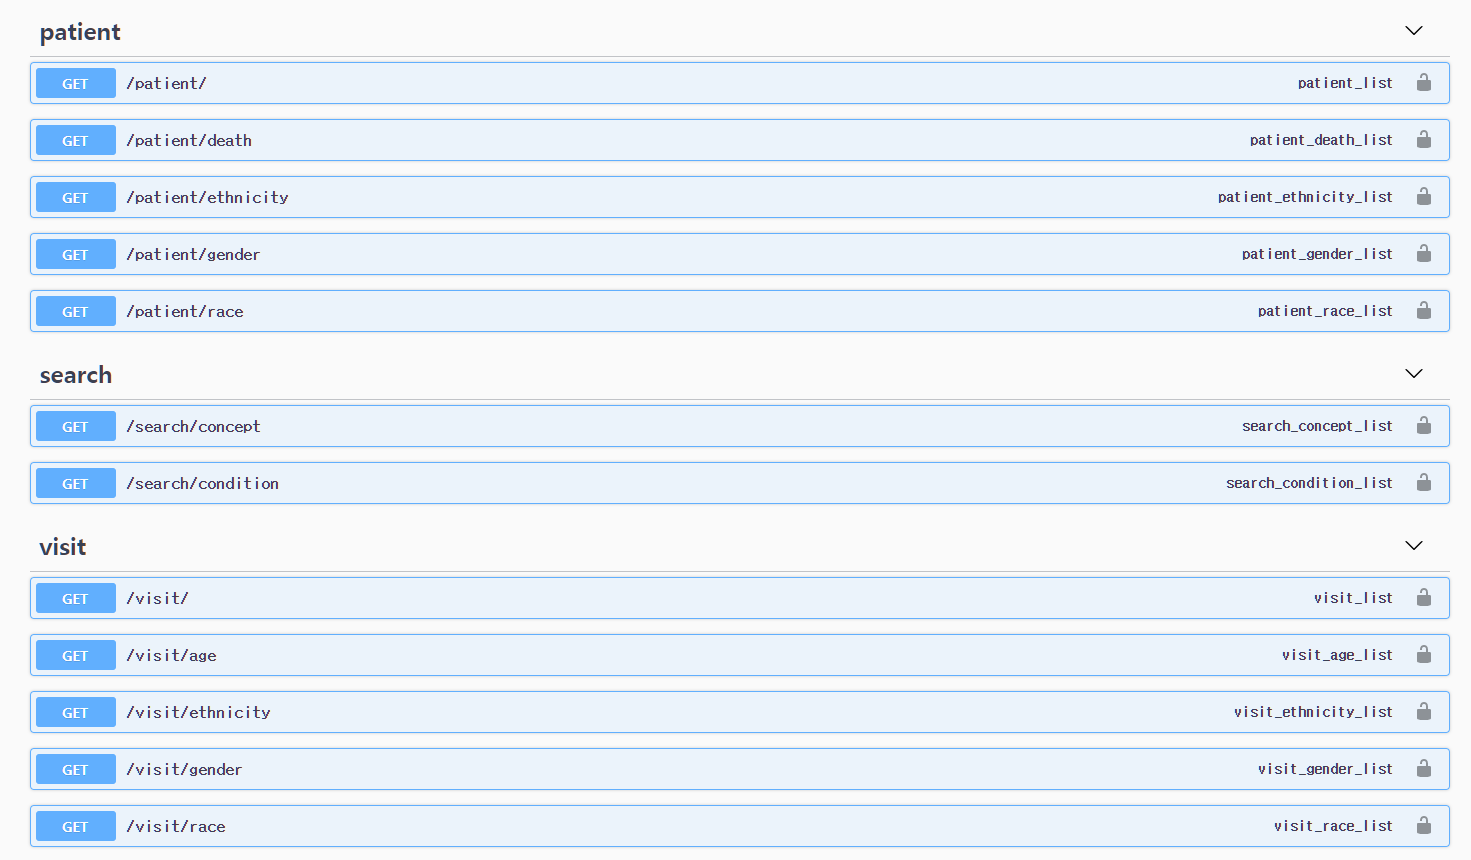 patient
GET /patient/ patient_list
GET /patient/death patient_death_list
GET /patient/ethnicity patient_ethnicity_list
GET /patient/gender patient_gender_list
GET /patient/race patient_race_list
search
GET /search/concept search_concept_list
GET /search/condition search_condition_list
visit
GET /visit/ visit_list
GET /visit/age visit_age_list
GET /visit/ethnicity visit_ethnicity_list
GET /visit/gender visit_gender_list
GET /visit/race visit_race_list